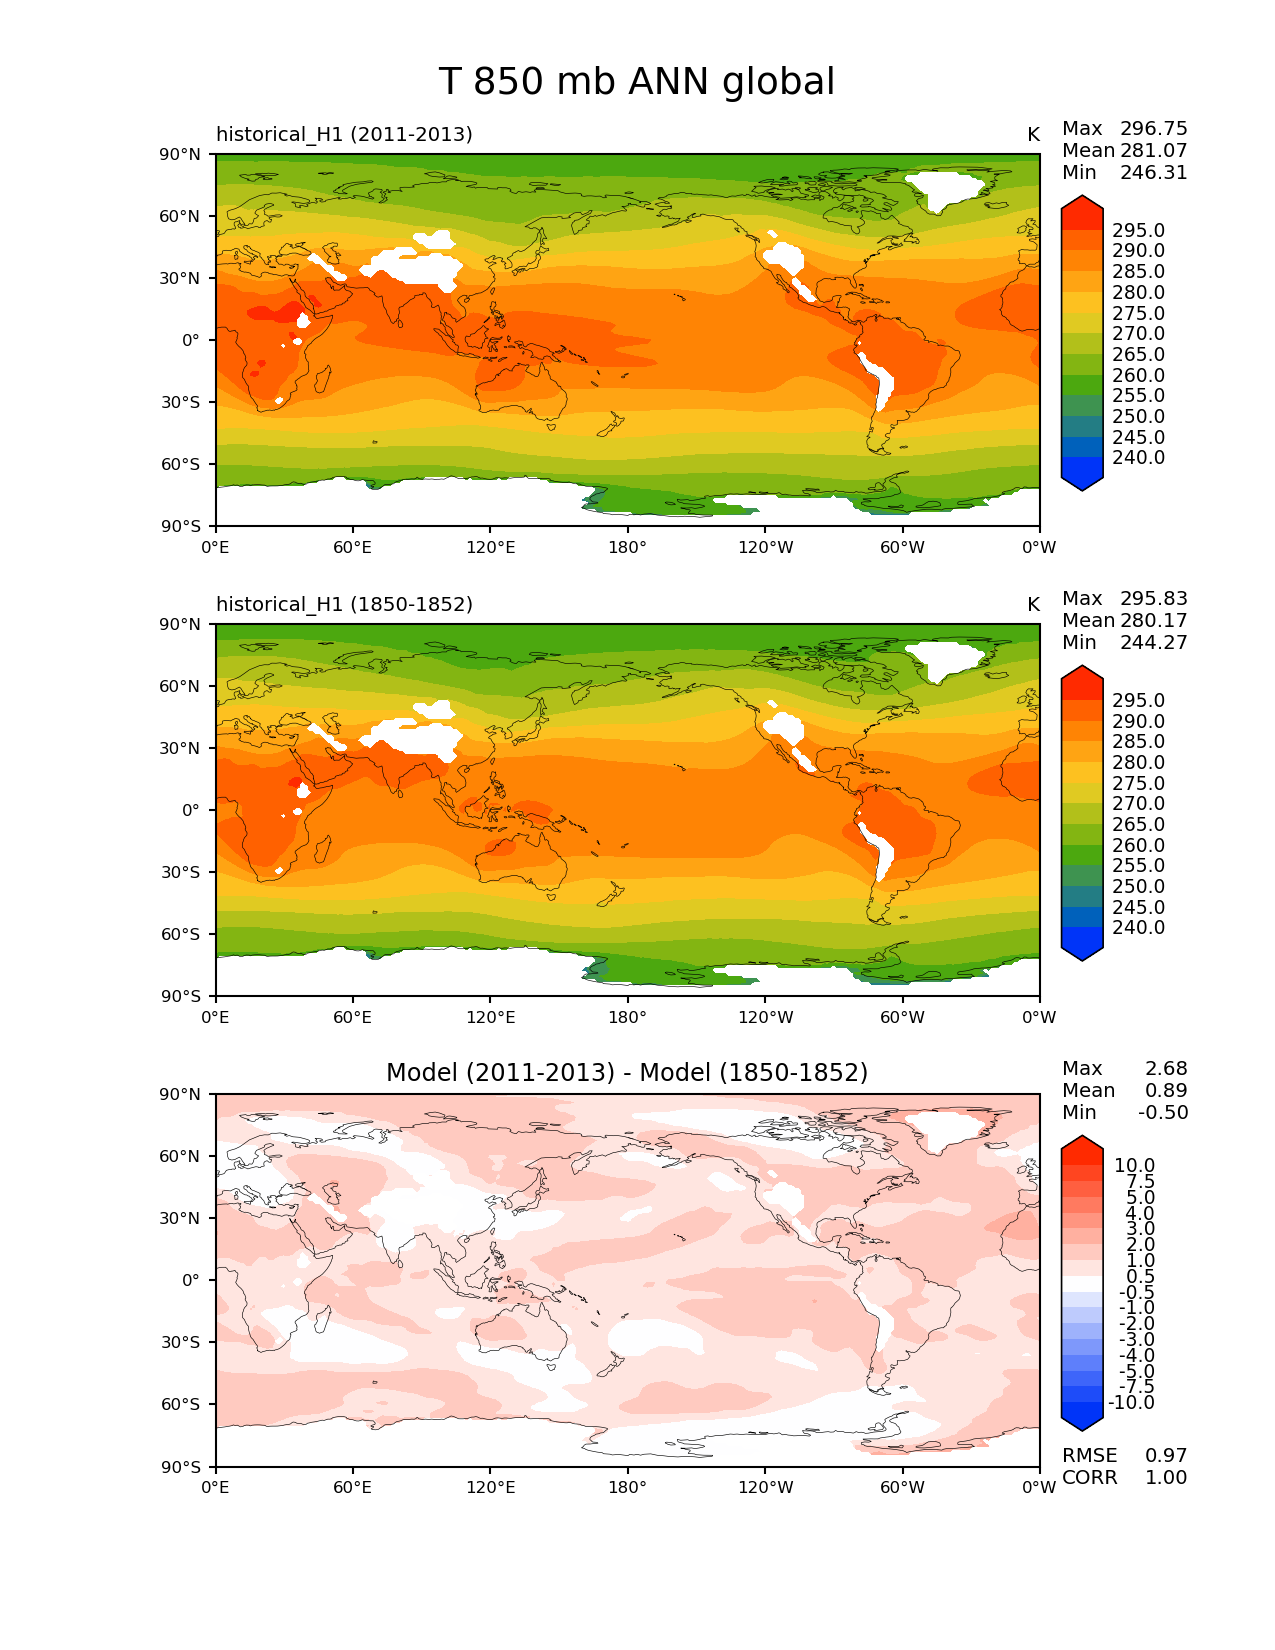 T 850 mb ANN global
historical_H1 (2011-2013) K
Max 296.75
Mean 281.07
Min 246.31
90°N
60°N
30°N
0°
30°S
60°S
90°S
0°E 60°E 120°E 180° 120°W 60°W 0°W
295.0
290.0
285.0
280.0
275.0
270.0
265.0
260.0
255.0
250.0
245.0
240.0
historical_H1 (1850-1852) K
Max 295.83
Mean 280.17
Min 244.27
90°N
60°N
30°N
0°
30°S
60°S
90°S
0°E 60°E 120°E 180° 120°W 60°W 0°W
295.0
290.0
285.0
280.0
275.0
270.0
265.0
260.0
255.0
250.0
245.0
240.0
Model (2011-2013) - Model (1850-1852)
Max 2.68
Mean 0.89
Min -0.50
90°N
60°N
30°N
0°
30°S
60°S
90°S
0°E 60°E 120°E 180° 120°W 60°W 0°W
10.0
7.5
5.0
4.0
3.0
2.0
1.0
0.5
-0.5
-1.0
-2.0
-3.0
-4.0
-5.0
-7.5
-10.0
RMSE 0.97
CORR 1.00